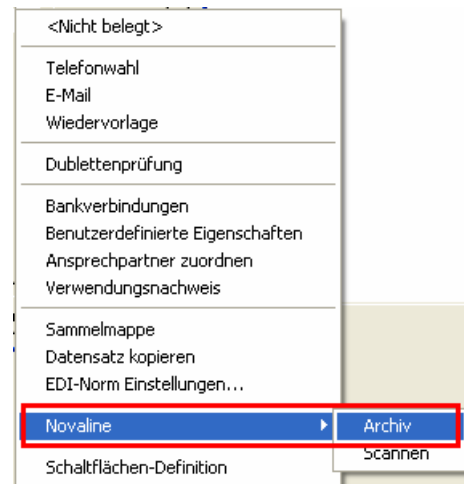 <Nicht belegt>
Telefonwahl
E-Mail
Wiedervorlage
Dublettenprüfung
Bankverbindungen
Benutzerdefinierte Eigenschaften
Ansprechpartner zuordnen
Verwendungsnachweis
Sammelmappe
Datensatz kopieren
EDI-Norm Einstellungen...
Novaline
Archiv
Scannen
Schaltflächen-Definition